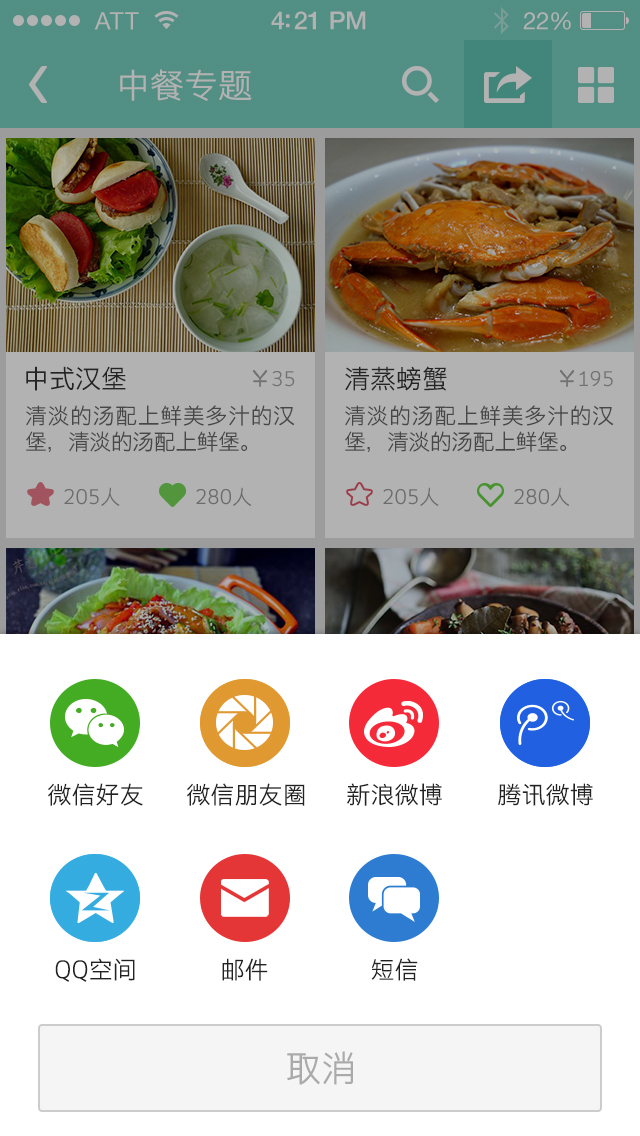 ATT 4:21 PM 22%
中餐专题
中式汉堡 ¥35
清淡的汤配上鲜美多汁的汉
堡，清淡的汤配上鲜堡。
205人 280人
清蒸螃蟹 ¥195
清淡的汤配上鲜美多汁的汉
堡，清淡的汤配上鲜堡。
205人 280人
微信好友 微信朋友圈 新浪微博 腾讯微博
QQ空间 邮件 短信
取消